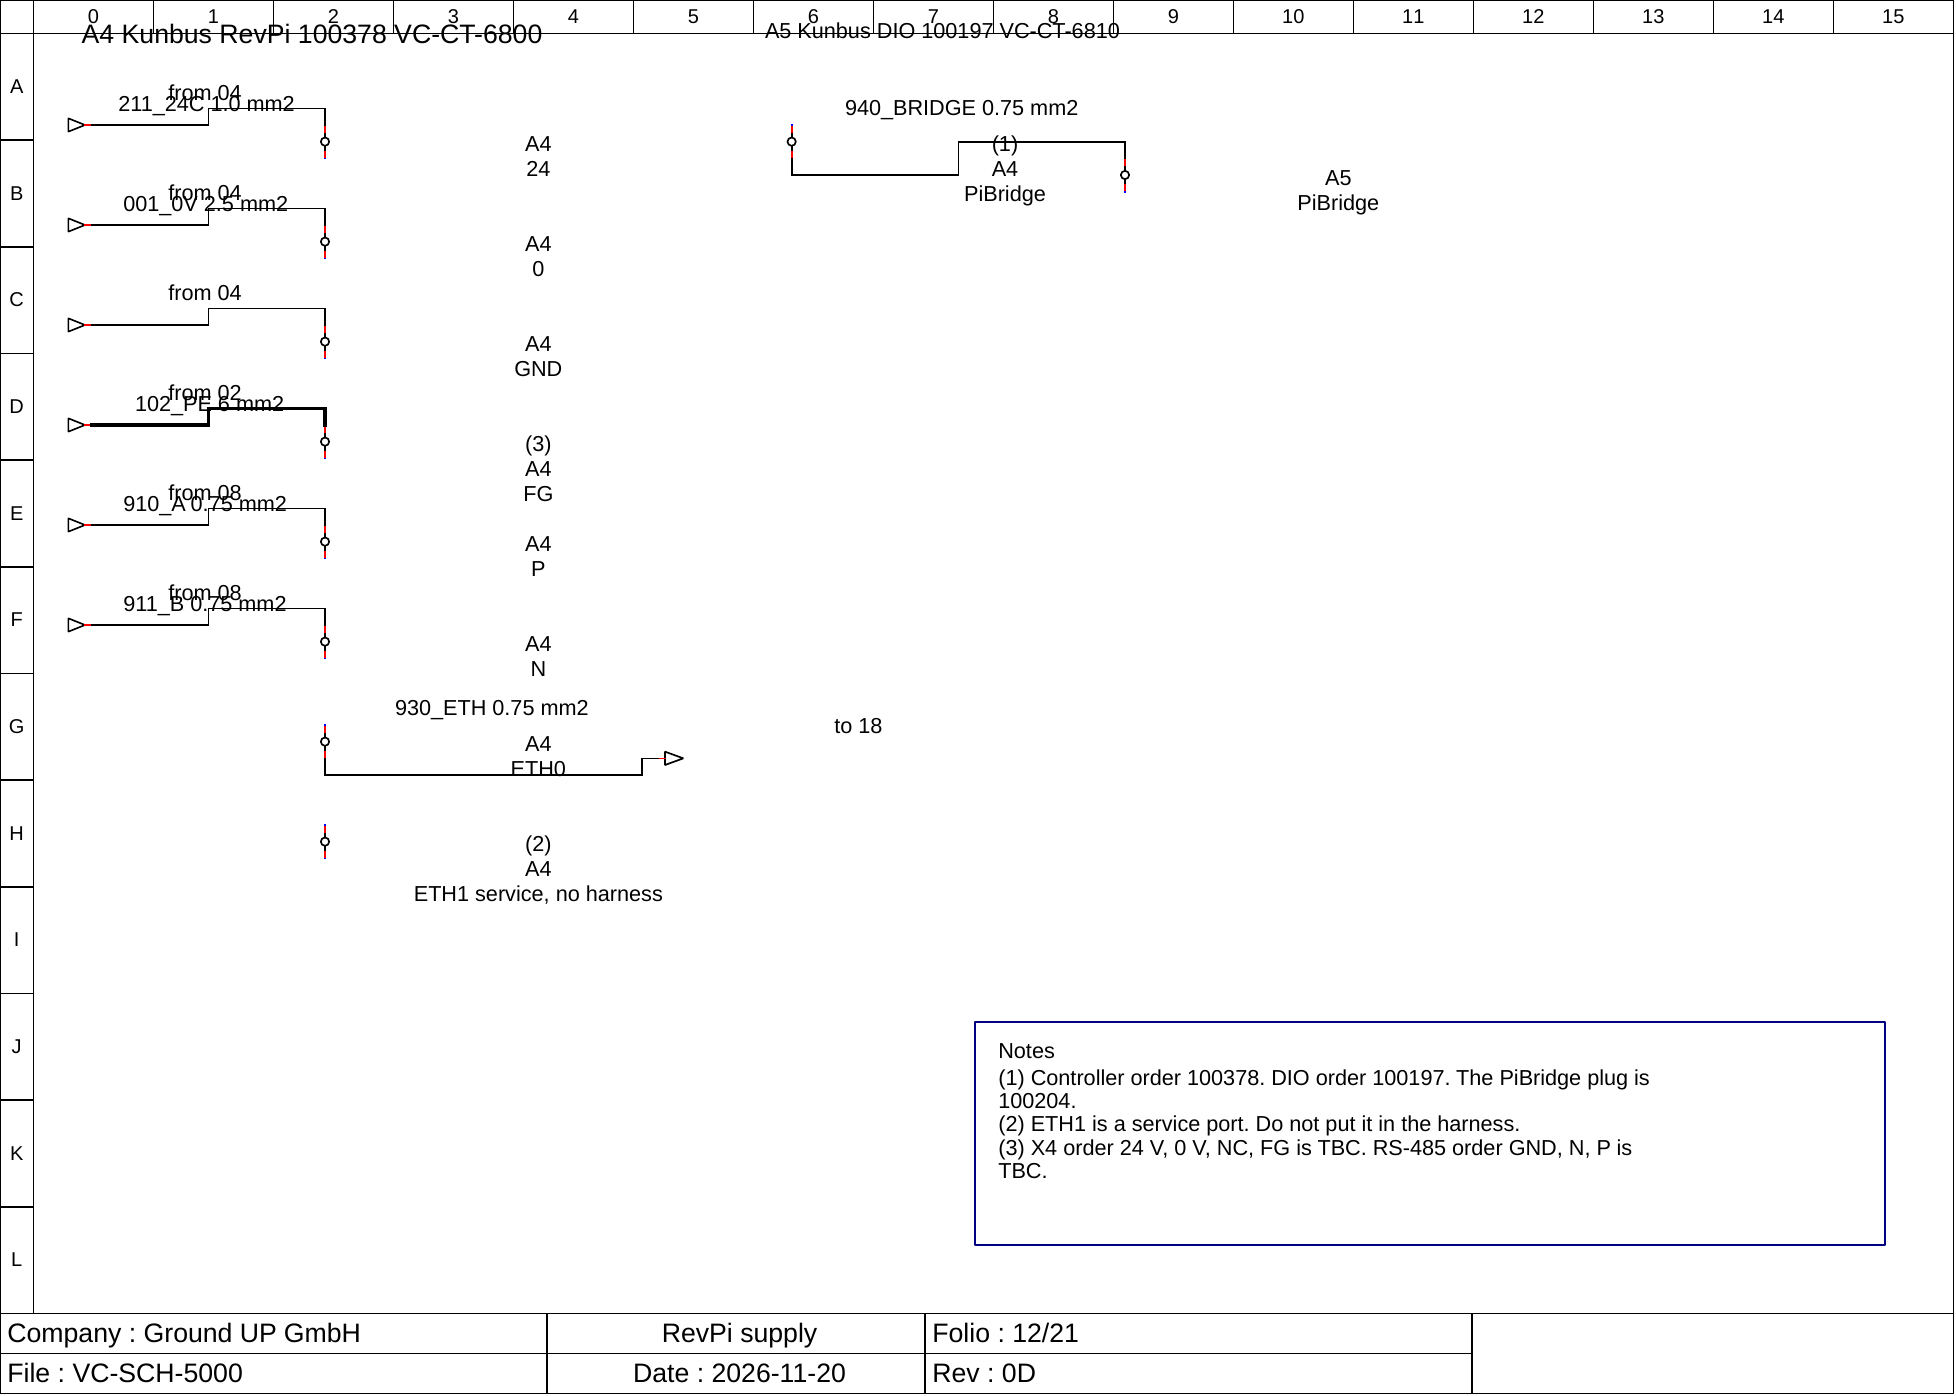 0 1 2 3 4 5 6 7 8 9 10 11 12 13 14 15
A4 Kunbus RevPi 100378 VC-CT-6800
A5 Kunbus DIO 100197 VC-CT-6810
A
from 04
211_24C 1.0 mm2
A4
24
940_BRIDGE 0.75 mm2
(1)
A4
PiBridge
A5
PiBridge
B
from 04
001_0V 2.5 mm2
A4
0
C
from 04
A4
GND
D
from 02
102_PE 6 mm2
(3)
A4
FG
E
from 08
910_A 0.75 mm2
A4
P
F
from 08
911_B 0.75 mm2
A4
N
G
930_ETH 0.75 mm2
A4
ETH0
to 18
H
(2)
A4
ETH1 service, no harness
I
J
K
L
Notes
(1) Controller order 100378. DIO order 100197. The PiBridge plug is
100204.
(2) ETH1 is a service port. Do not put it in the harness.
(3) X4 order 24 V, 0 V, NC, FG is TBC. RS-485 order GND, N, P is
TBC.
Company : Ground UP GmbH
RevPi supply
Folio : 12/21
File : VC-SCH-5000
Date : 2026-11-20
Rev : 0D